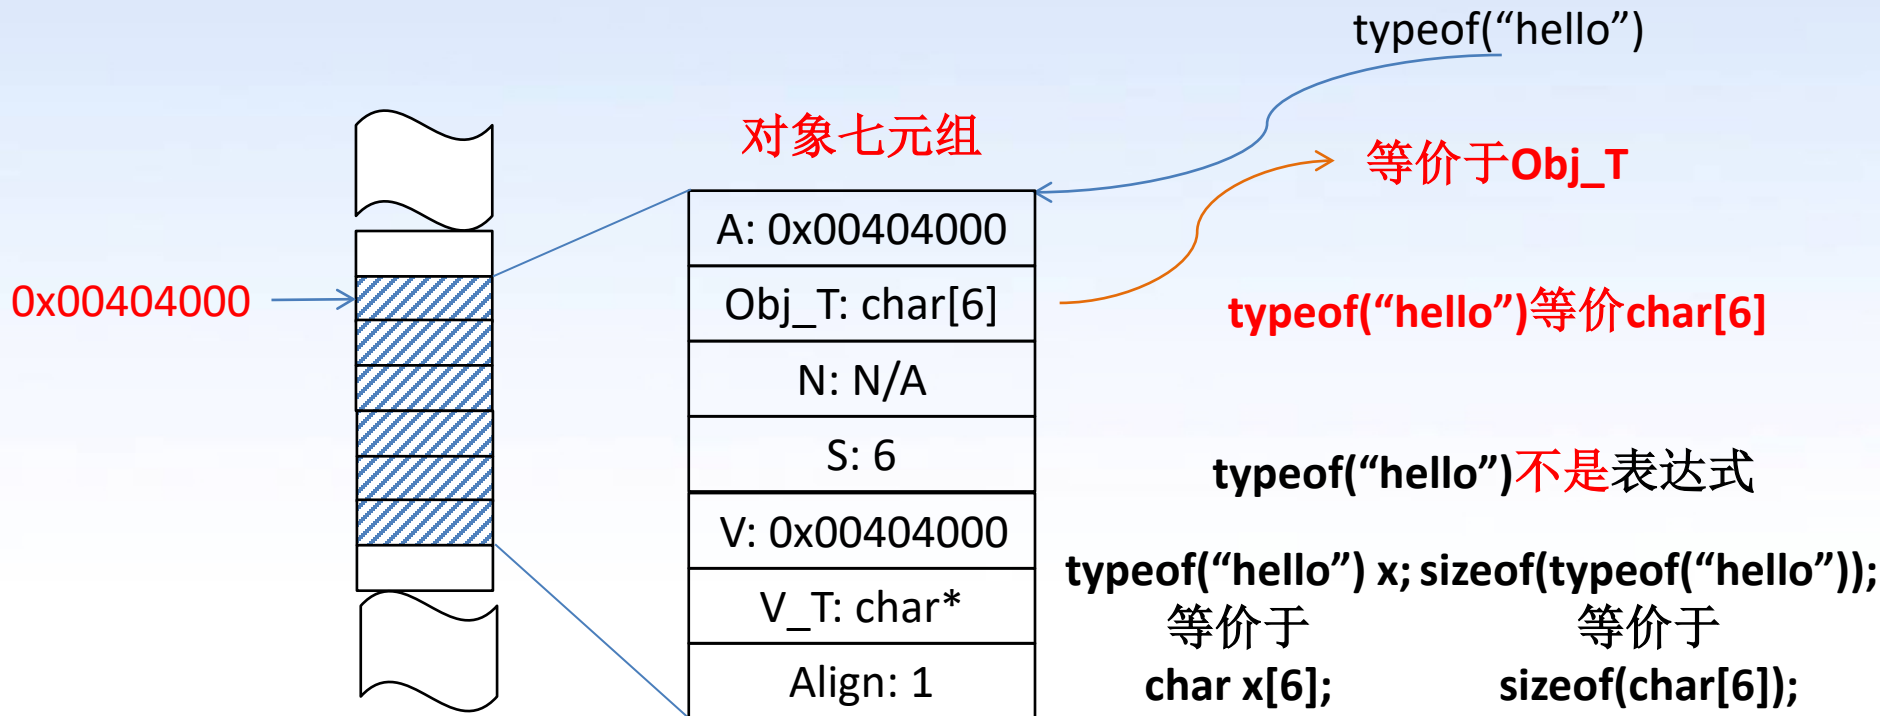 typeof(“hello”)
对象七元组
等价于Obj_T
0x00404000
A: 0x00404000
Obj_T: char[6]
N: N/A
S: 6
V: 0x00404000
V_T: char*
Align: 1
typeof(“hello”)等价char[6]
typeof(“hello”)不是表达式
typeof(“hello”) x;
等价于
char x[6];
sizeof(typeof(“hello”));
等价于
sizeof(char[6]);